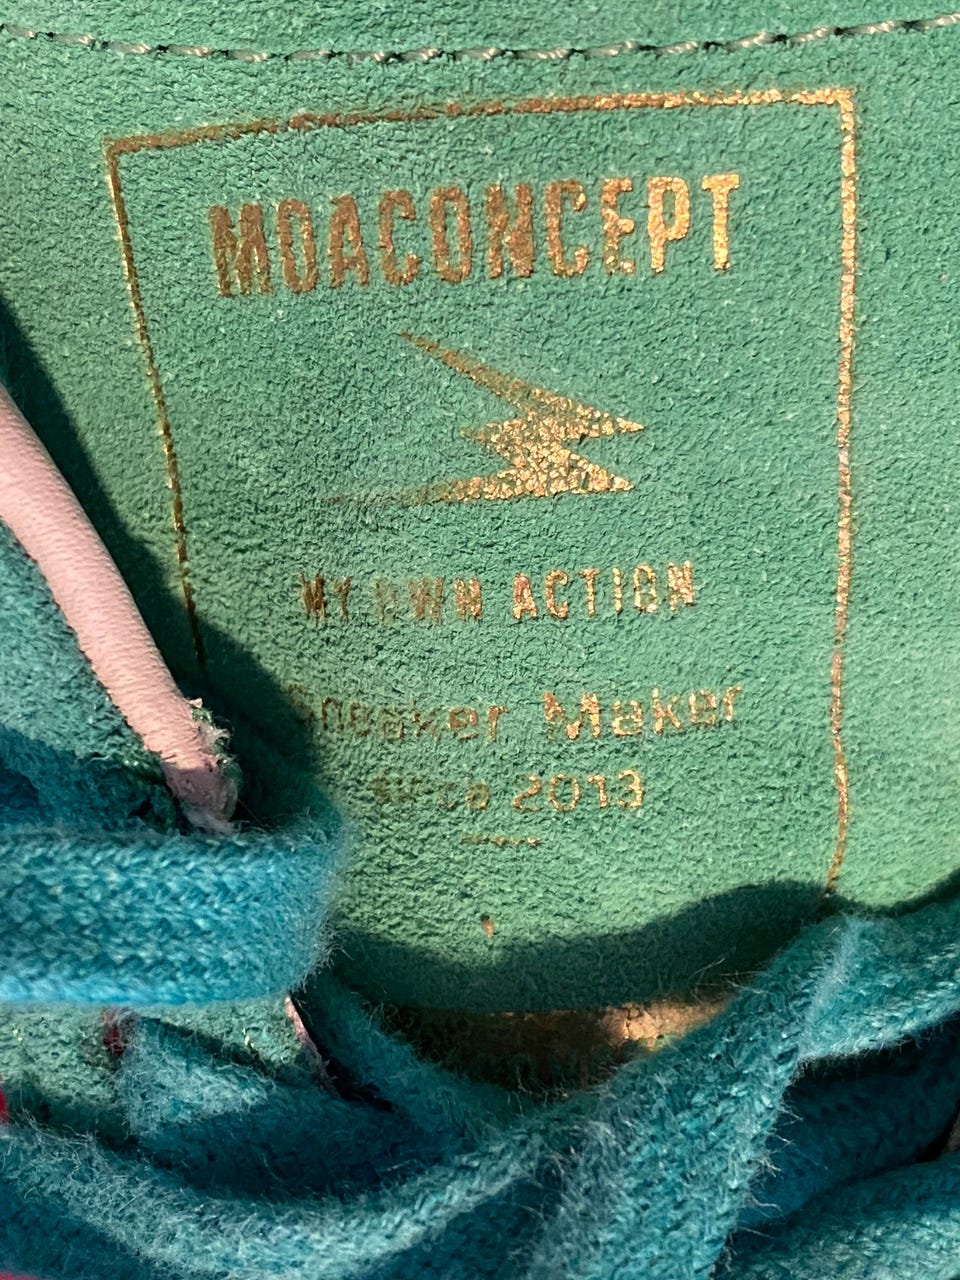 MOACONCEPT
MY OWN ACTION
Sneaker Maker
since 2013